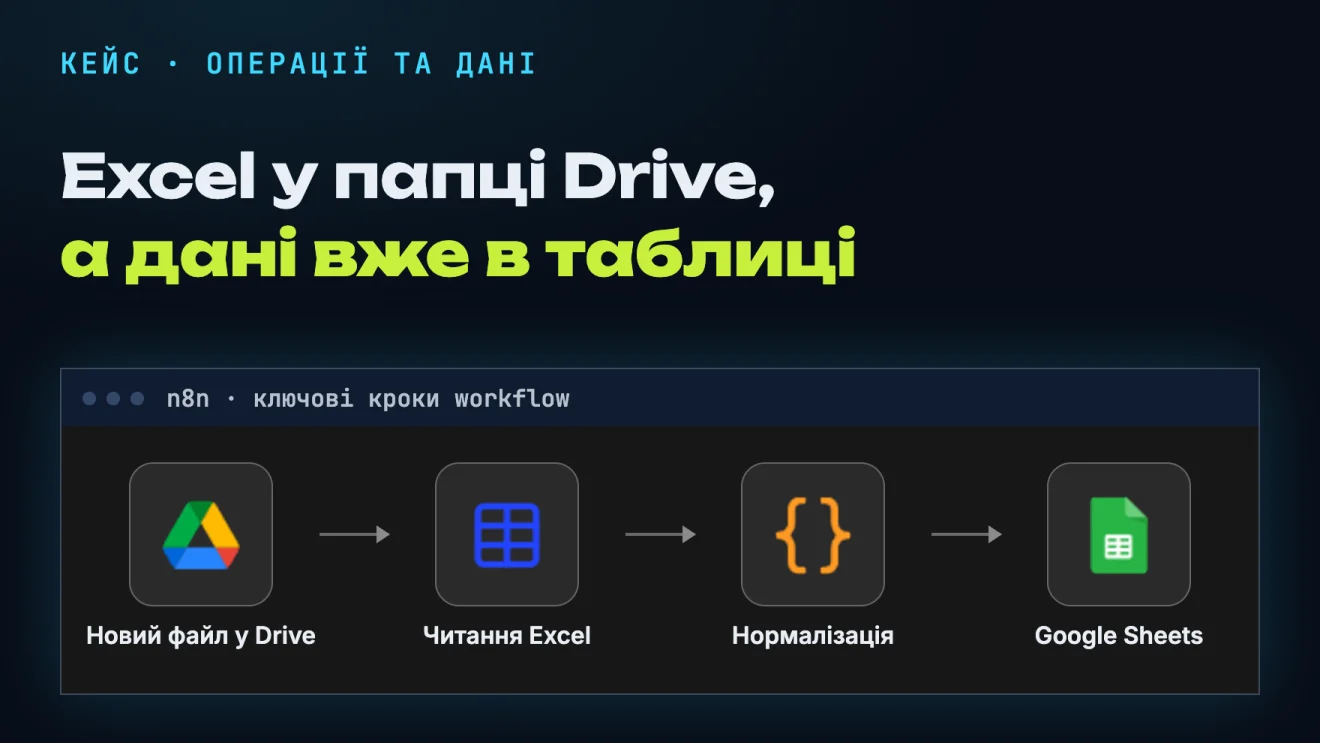 КЕЙС · ОПЕРАЦІЇ ТА ДАНІ
Excel у папці Drive,
а дані вже в таблиці
n8n · ключові кроки workflow
Новий файл у Drive
Читання Excel
Нормалізація
Google Sheets